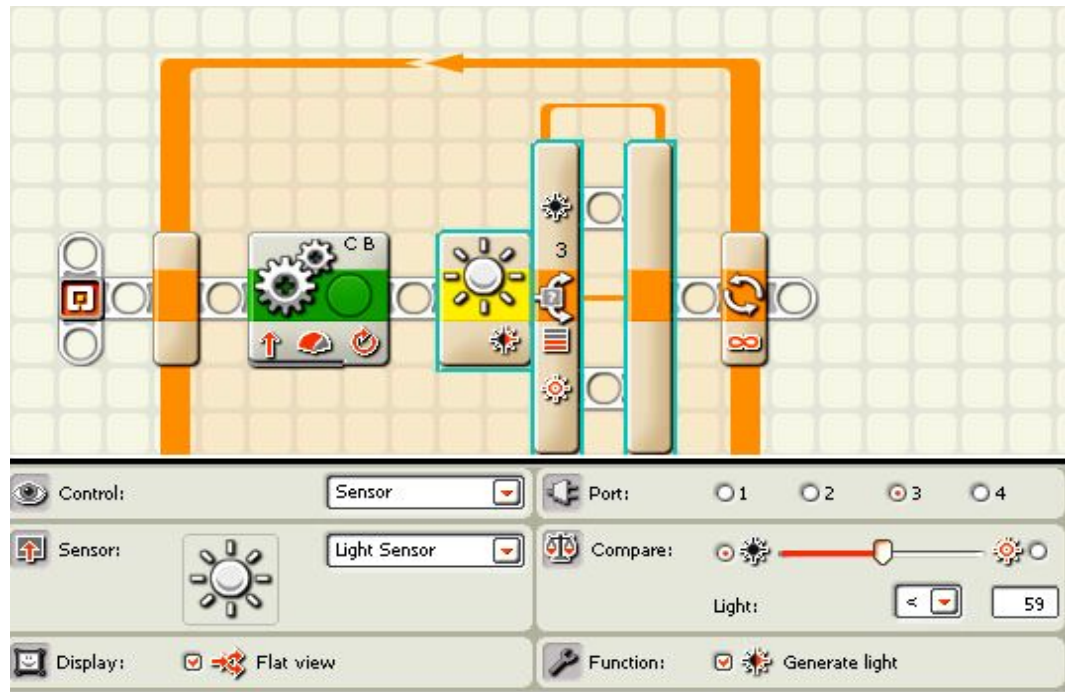 C B
3
Control: Sensor
Port: 1 2 3 4
Sensor: Light Sensor
Compare:
Light: < 59
Display: Flat view
Function: Generate light